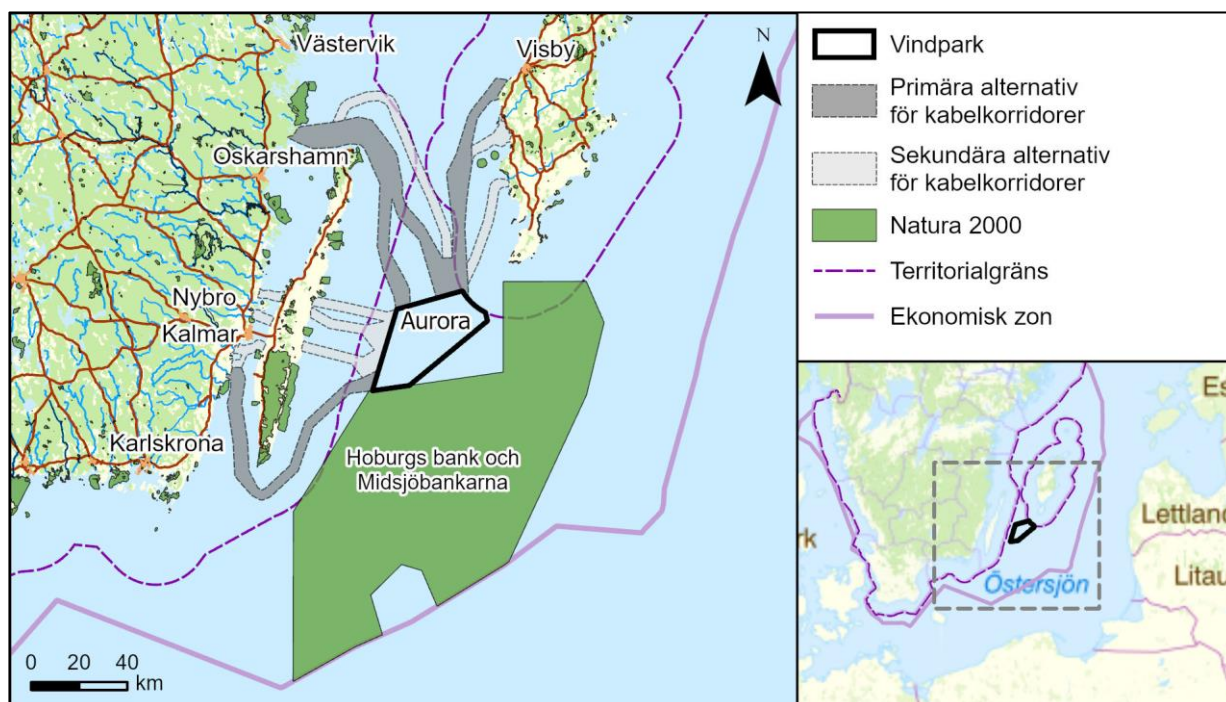 Västervik
Visby
N
Oskarshamn
Nybro
Kalmar
Aurora
Karlskrona
Hoburgs bank och
Midsjöbankarna
0 20 40
km
Vindpark
Primära alternativ
för kabelkorridorer
Sekundära alternativ
för kabelkorridorer
Natura 2000
Territorialgräns
Ekonomisk zon
Es
Lettland
rk
Litau
Östersjön